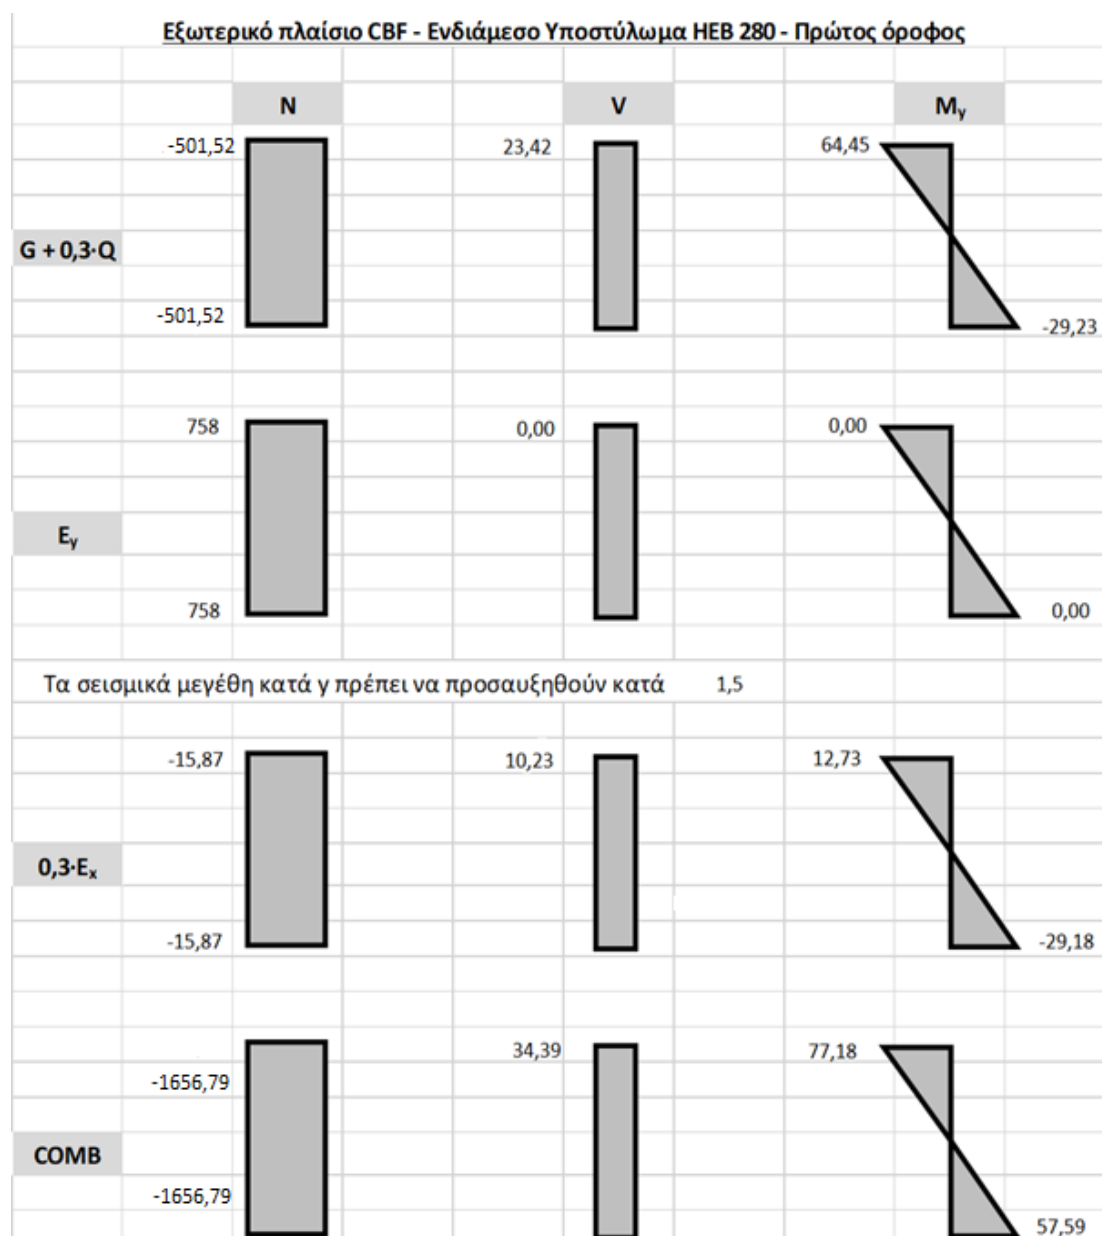 Εξωτερικό πλαίσιο CBF - Ενδιάμεσο Υποστύλωμα HEB 280 - Πρώτος όροφος
N V My
-501,52 23,42 64,45
G + 0,3·Q
-501,52 -29,23
758 0,00 0,00
Ey
758 0,00
Τα σεισμικά μεγέθη κατά y πρέπει να προσαυξηθούν κατά 1,5
-15,87 10,23 12,73
0,3·Ex
-15,87 -29,18
34,39 77,18
-1656,79
COMB
-1656,79
57,59